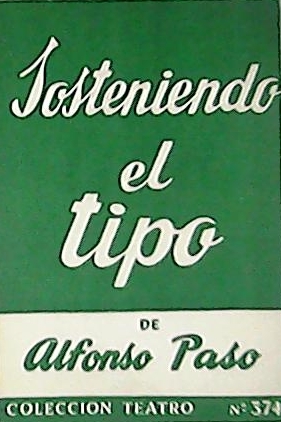 Sosteniendo
el
tipo
DE
Alfonso Paso
COLECCION TEATRO Nº 374